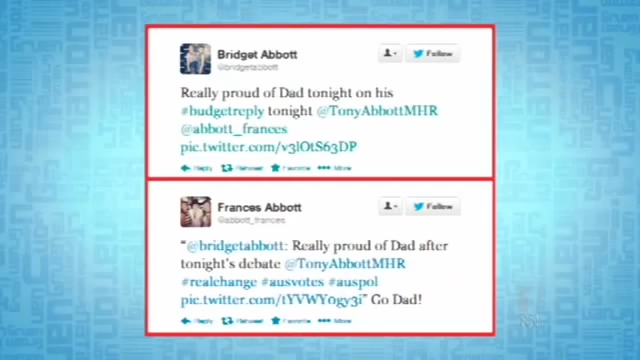 Bridget Abbott
@bridgetabbott
Follow
Really proud of Dad tonight on his
#budgetreply tonight @TonyAbbottMHR
@abbott_frances
pic.twitter.com/v3lOtS63DP
Reply Retweet Favorite More
Frances Abbott
@abbott_frances
Follow
"@bridgetabbott: Really proud of Dad after
tonight's debate @TonyAbbottMHR
#realchange #ausvotes #auspol
pic.twitter.com/tYVWY0gy3i" Go Dad!
Reply Retweet Favorite More